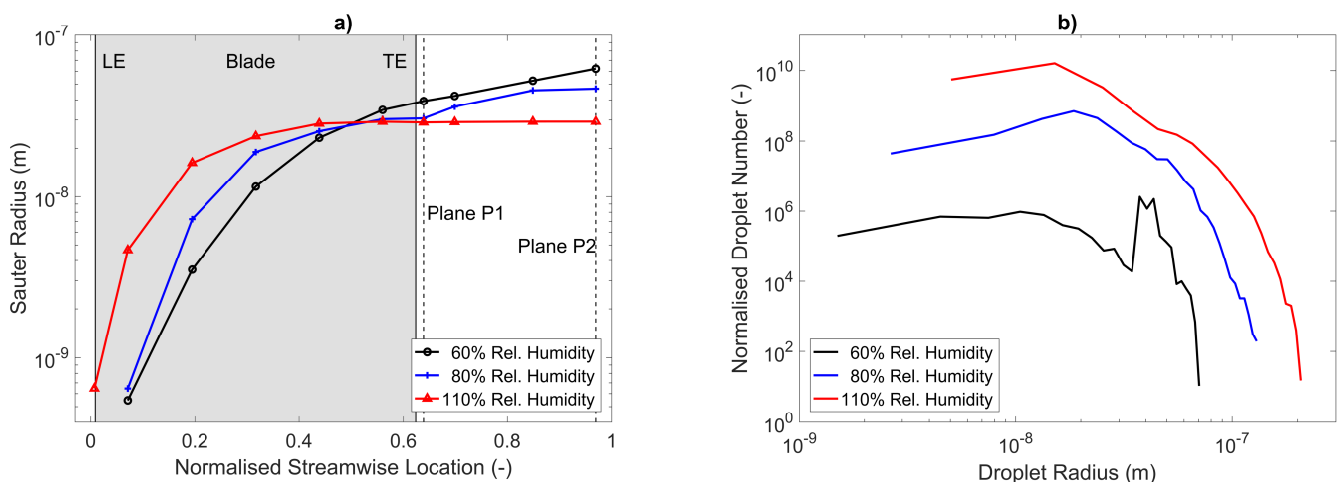 a)
10^-7
10^-8
10^-9
Sauter Radius (m)
LE
Blade
TE
Plane P1
Plane P2
60% Rel. Humidity
80% Rel. Humidity
110% Rel. Humidity
0
0.2
0.4
0.6
0.8
1
Normalised Streamwise Location (-)
b)
10^10
10^8
10^6
10^4
10^2
10^0
Normalised Droplet Number (-)
60% Rel. Humidity
80% Rel. Humidity
110% Rel. Humidity
10^-9
10^-8
10^-7
Droplet Radius (m)